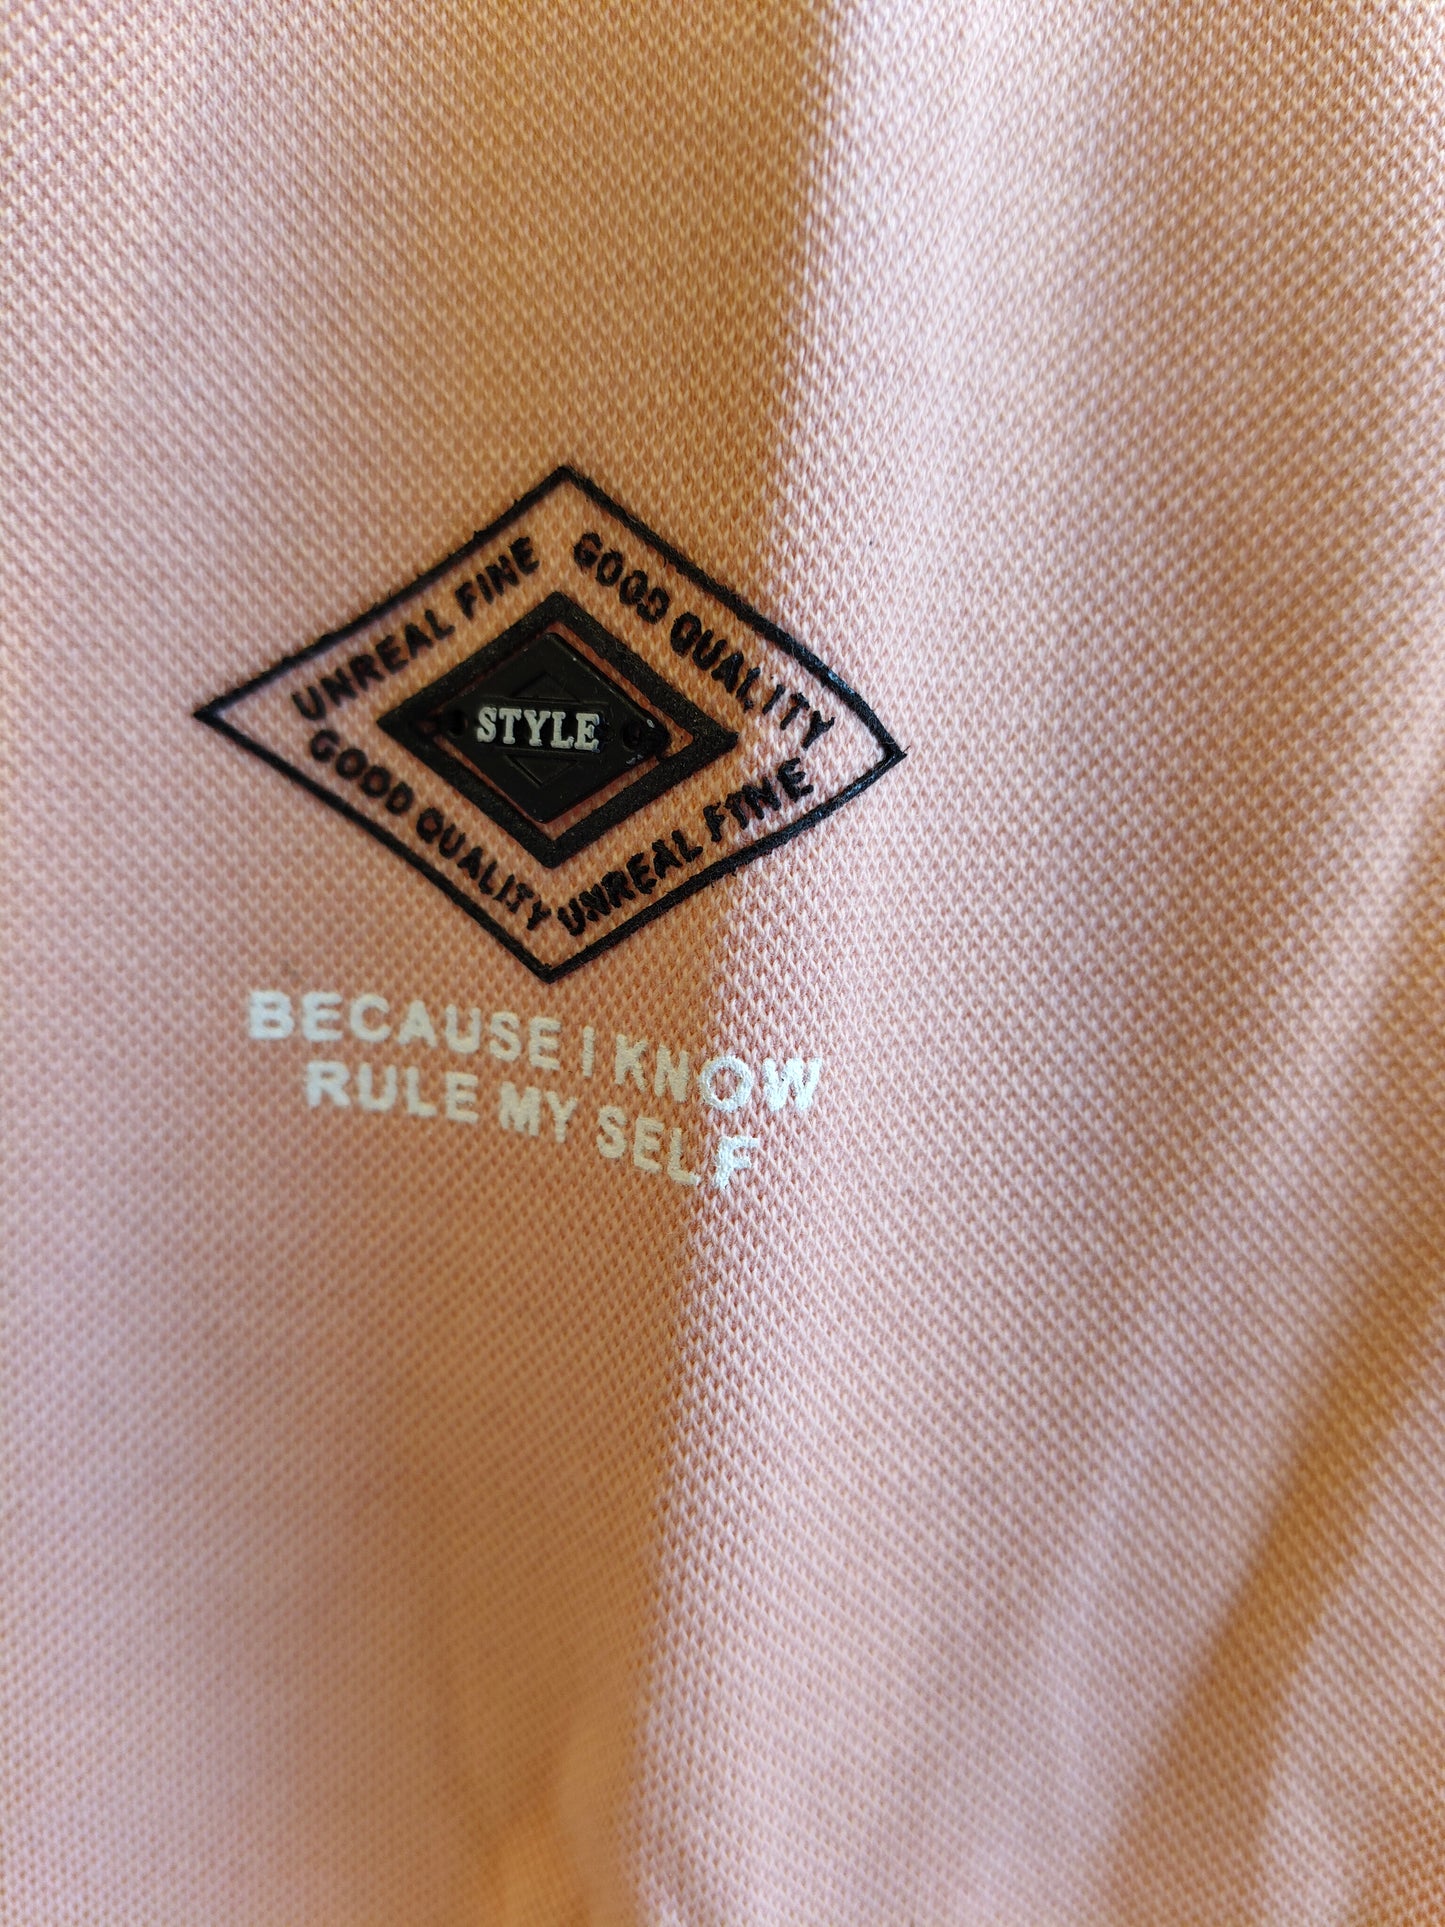 UNREAL FINE
GOOD QUALITY
STYLE
GOOD QUALITY
UNREAL FINE
BECAUSE I KNOW
RULE MY SELF